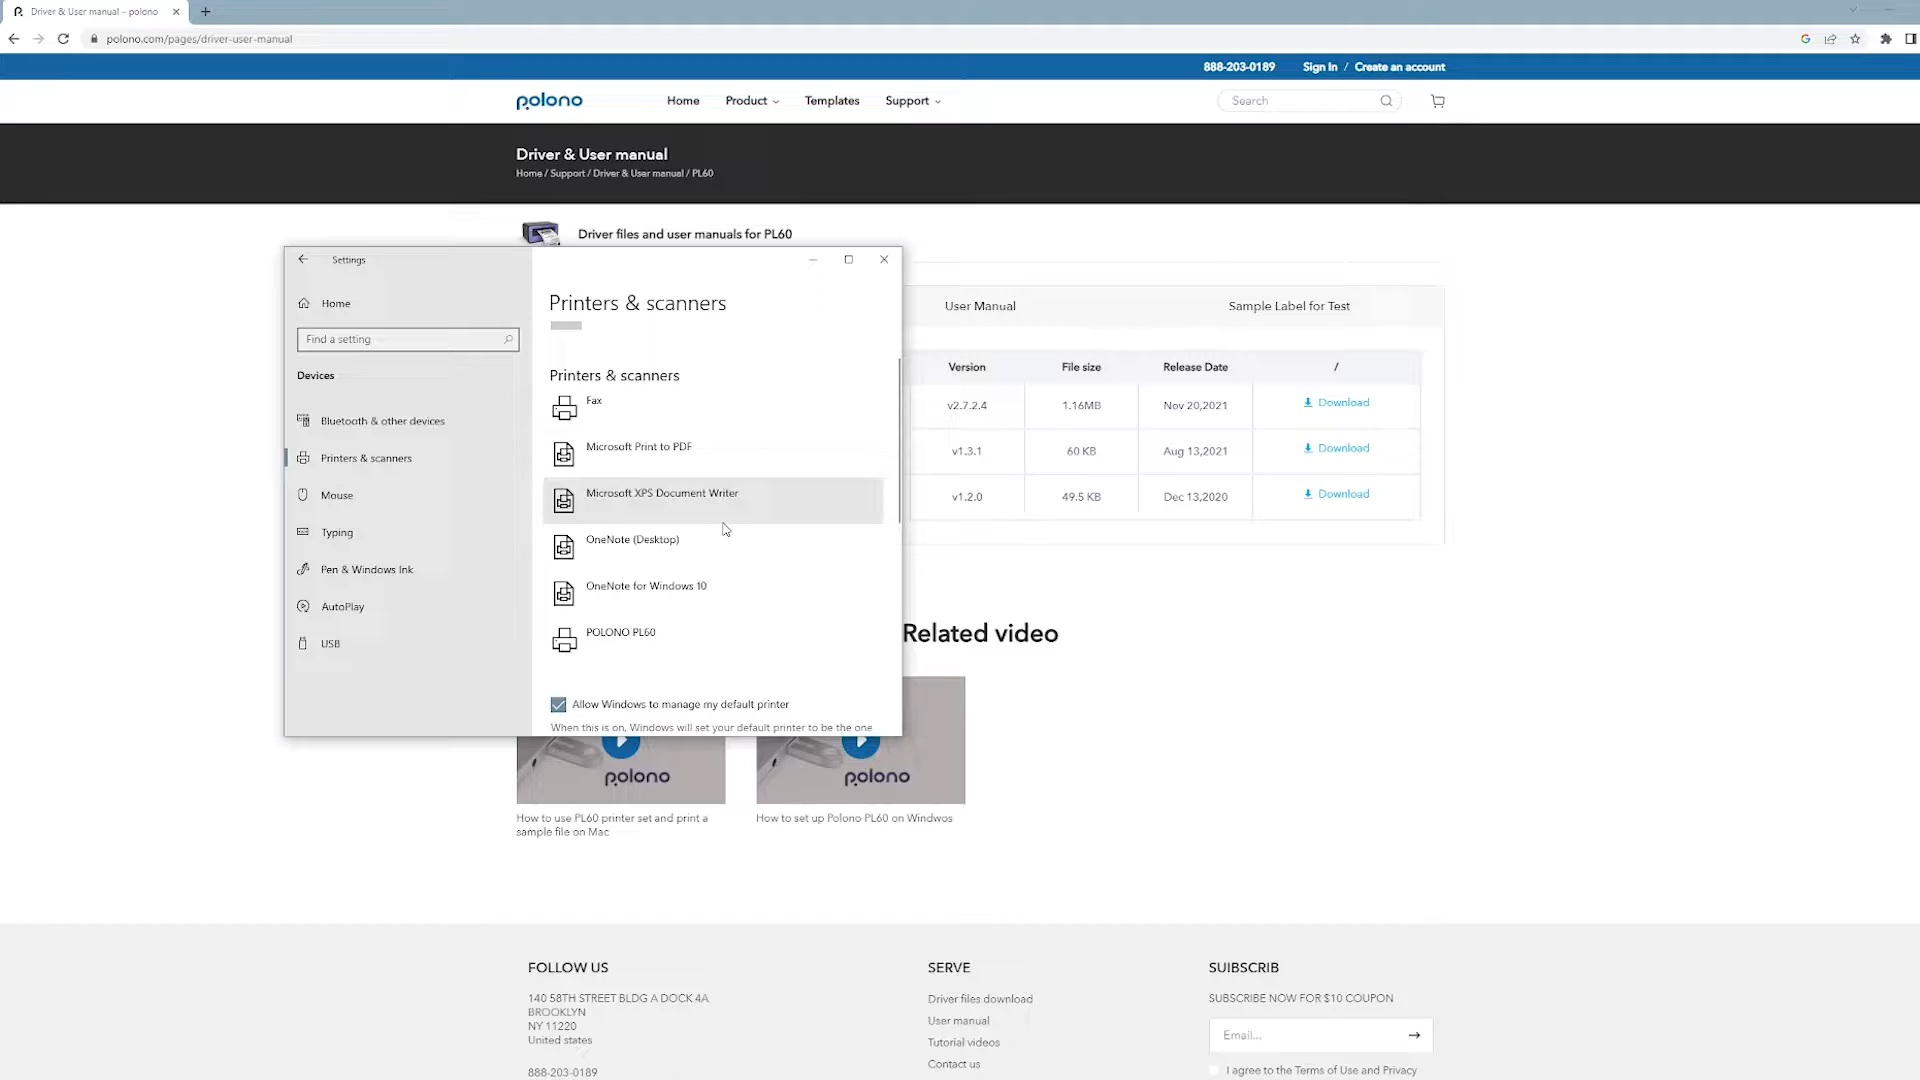 Driver & User manual – polono
polono.com/pages/driver-user-manual
888-203-0189
Sign In / Create an account
polono
Home
Product
Templates
Support
Search
Driver & User manual
Home / Support / Driver & User manual / PL60
Driver files and user manuals for PL60
Settings
Home
Find a setting
Devices
Bluetooth & other devices
Printers & scanners
Mouse
Typing
Pen & Windows Ink
AutoPlay
USB
Printers & scanners
Printers & scanners
Fax
Microsoft Print to PDF
Microsoft XPS Document Writer
OneNote (Desktop)
OneNote for Windows 10
POLONO PL60
Allow Windows to manage my default printer
When this is on, Windows will set your default printer to be the one
User Manual
Sample Label for Test
Version File size Release Date /
v2.7.2.4 1.16MB Nov 20,2021 Download
v1.3.1 60 KB Aug 13,2021 Download
v1.2.0 49.5 KB Dec 13,2020 Download
Related video
polono
polono
How to use PL60 printer set and print a
sample file on Mac
How to set up Polono PL60 on Windwos
FOLLOW US
140 58TH STREET BLDG A DOCK 4A
BROOKLYN
NY 11220
United states
888-203-0189
SERVE
Driver files download
User manual
Tutorial videos
Contact us
SUIBSCRIB
SUBSCRIBE NOW FOR $10 COUPON
Email...
I agree to the Terms of Use and Privacy